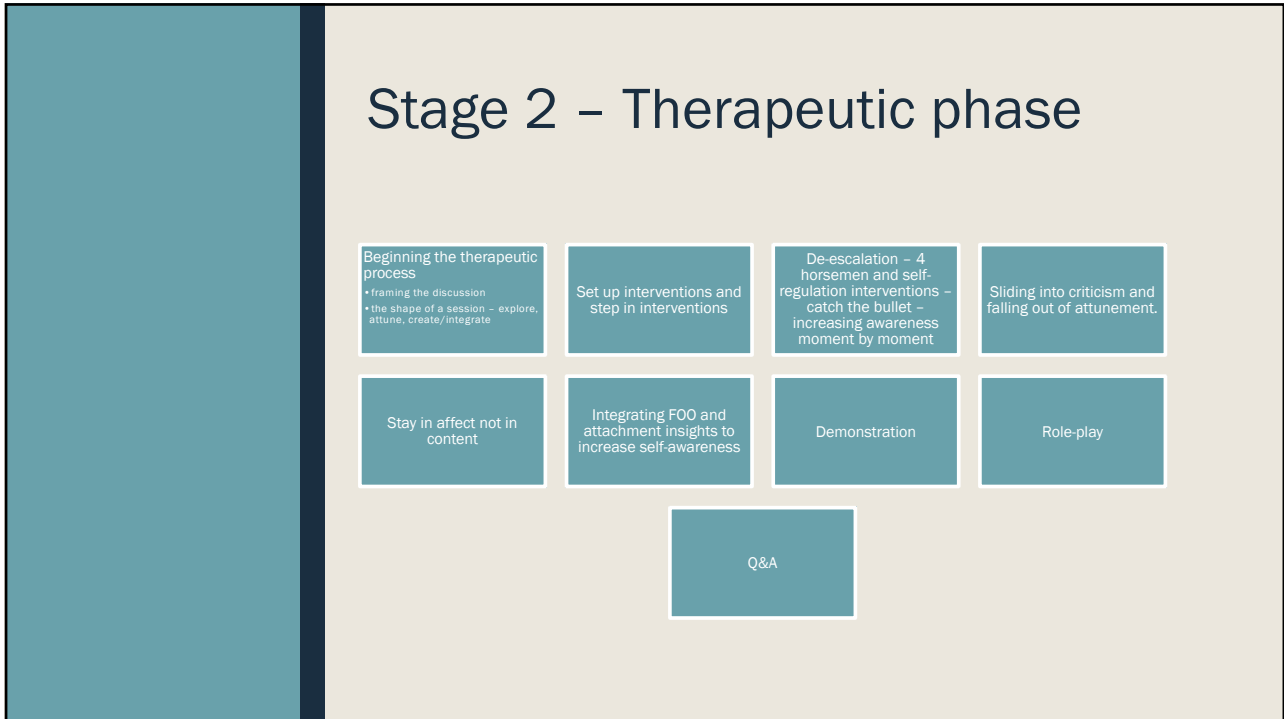 Stage 2 – Therapeutic phase
Beginning the therapeutic
process
•framing the discussion
•the shape of a session – explore,
attune, create/integrate
Set up interventions and
step in interventions
De-escalation – 4
horsemen and self-
regulation interventions –
catch the bullet –
increasing awareness
moment by moment
Sliding into criticism and
falling out of attunement.
Stay in affect not in
content
Integrating FOO and
attachment insights to
increase self-awareness
Demonstration
Role-play
Q&A